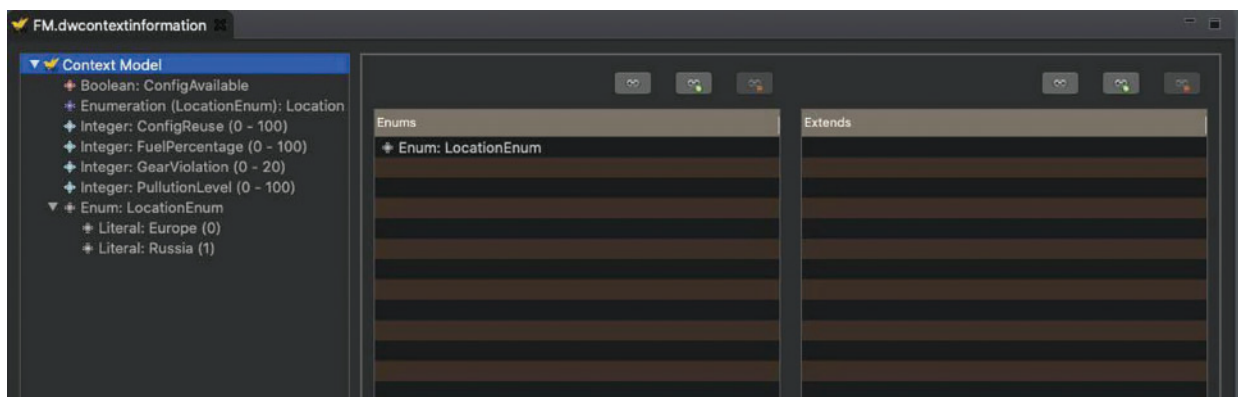 FM.dwcontextinformation
Context Model
Boolean: ConfigAvailable
Enumeration (LocationEnum): Location
Integer: ConfigReuse (0 - 100)
Integer: FuelPercentage (0 - 100)
Integer: GearViolation (0 - 20)
Integer: PullutionLevel (0 - 100)
Enum: LocationEnum
Literal: Europe (0)
Literal: Russia (1)
Enums
Enum: LocationEnum
Extends